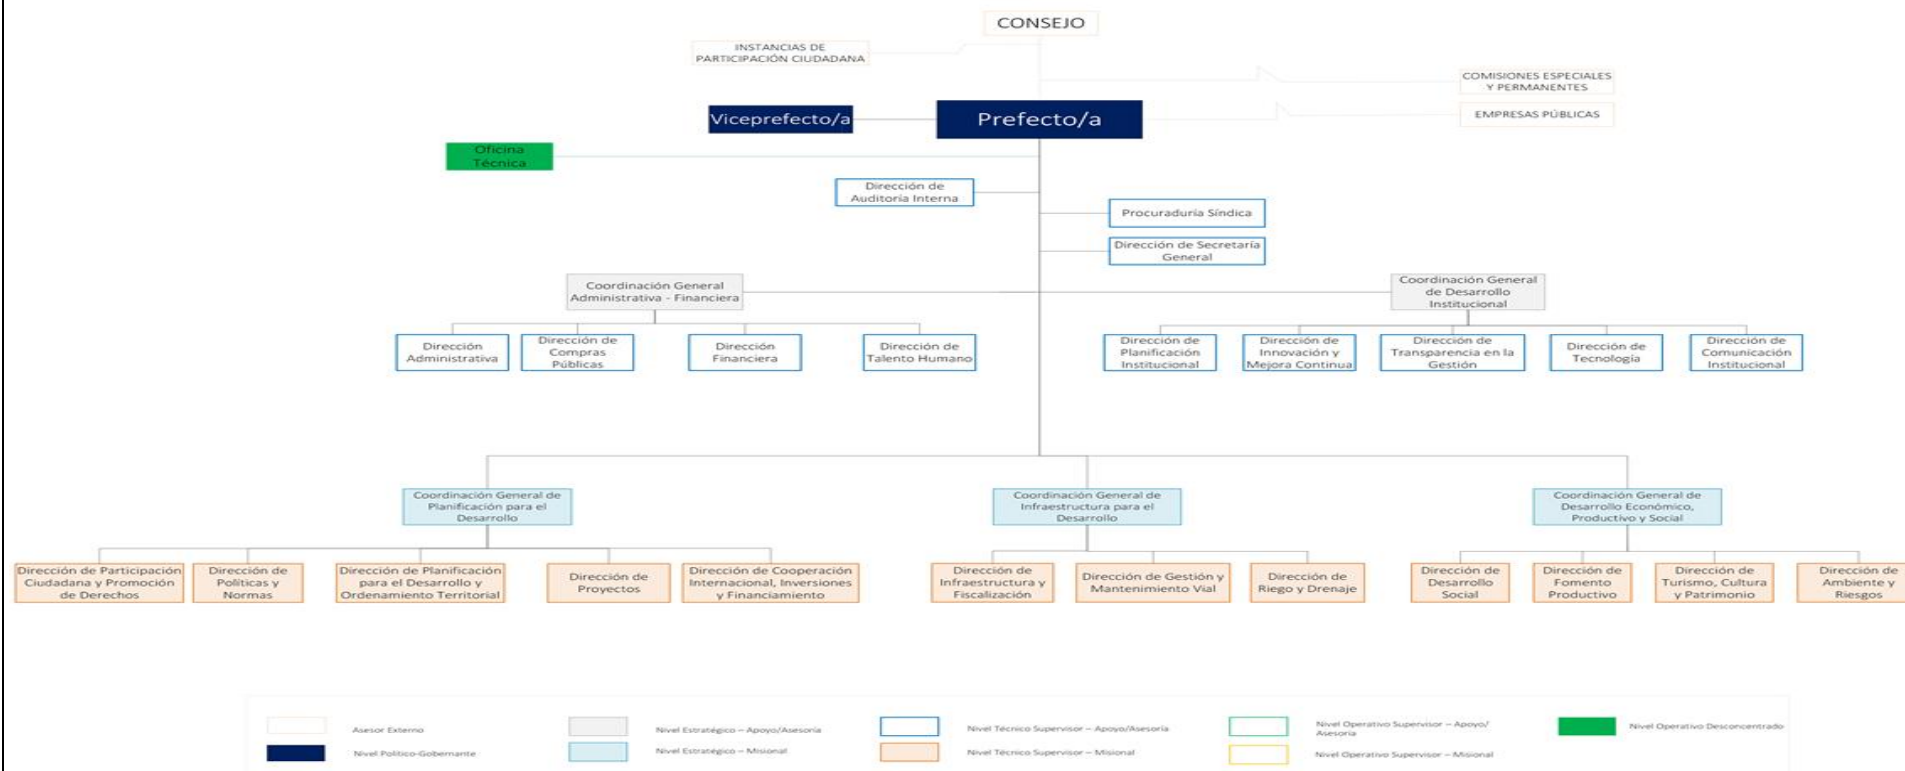 CONSEJO
INSTANCIAS DE
PARTICIPACIÓN CIUDADANA
COMISIONES ESPECIALES
Y PERMANENTES
EMPRESAS PÚBLICAS
Viceprefecto/a
Prefecto/a
Oficina
Técnica
Dirección de
Auditoría Interna
Procuraduría Síndica
Dirección de Secretaría
General
Coordinación General
Administrativa - Financiera
Coordinación General
de Desarrollo
Institucional
Dirección
Administrativa
Dirección de
Compras
Públicas
Dirección
Financiera
Dirección de
Talento Humano
Dirección de
Planificación
Institucional
Dirección de
Innovación y
Mejora Continua
Dirección de
Transparencia en la
Gestión
Dirección de
Tecnología
Dirección de
Comunicación
Institucional
Coordinación General de
Planificación para el
Desarrollo
Coordinación General de
Infraestructura para el
Desarrollo
Coordinación General de
Desarrollo Económico,
Productivo y Social
Dirección de Participación
Ciudadana y Promoción
de Derechos
Dirección de
Políticas y
Normas
Dirección de Planificación
para el Desarrollo y
Ordenamiento Territorial
Dirección de
Proyectos
Dirección de Cooperación
Internacional, Inversiones
y Financiamiento
Dirección de
Infraestructura y
Fiscalización
Dirección de Gestión y
Mantenimiento Vial
Dirección de
Riego y Drenaje
Dirección de
Desarrollo
Social
Dirección de
Fomento
Productivo
Dirección de
Turismo, Cultura
y Patrimonio
Dirección de
Ambiente y
Riesgos
Asesor Externo
Nivel Estratégico – Apoyo/Asesoría
Nivel Técnico Supervisor – Apoyo/Asesoría
Nivel Operativo Supervisor – Apoyo/
Asesoría
Nivel Operativo Desconcentrado
Nivel Político-Gobernante
Nivel Estratégico – Misional
Nivel Técnico Supervisor – Misional
Nivel Operativo Supervisor – Misional